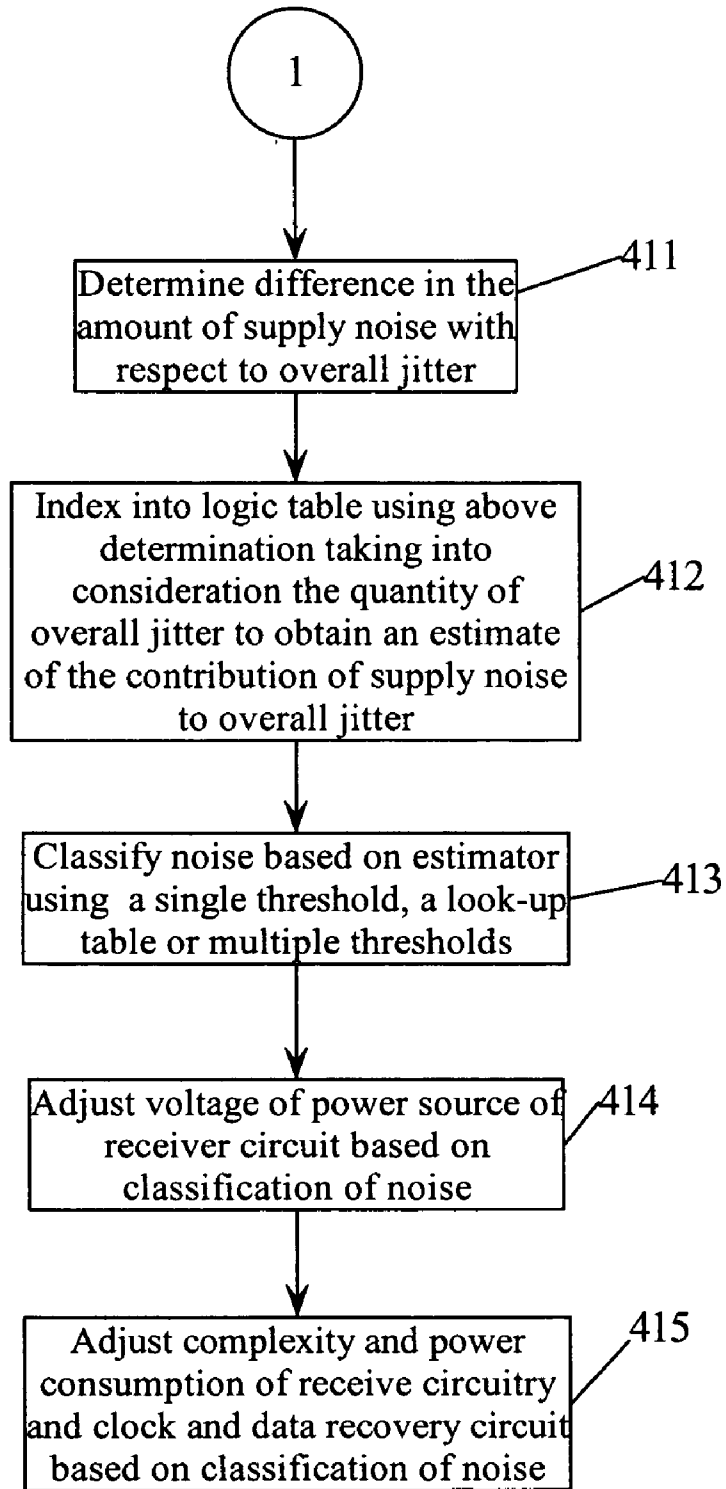 1
411
Determine difference in the
amount of supply noise with
respect to overall jitter
Index into logic table using above
determination taking into
consideration the quantity of
overall jitter to obtain an estimate
of the contribution of supply noise
to overall jitter
412
Classify noise based on estimator
using a single threshold, a look-up
table or multiple thresholds
413
Adjust voltage of power source of
receiver circuit based on
classification of noise
414
Adjust complexity and power
consumption of receive circuitry
and clock and data recovery circuit
based on classification of noise
415